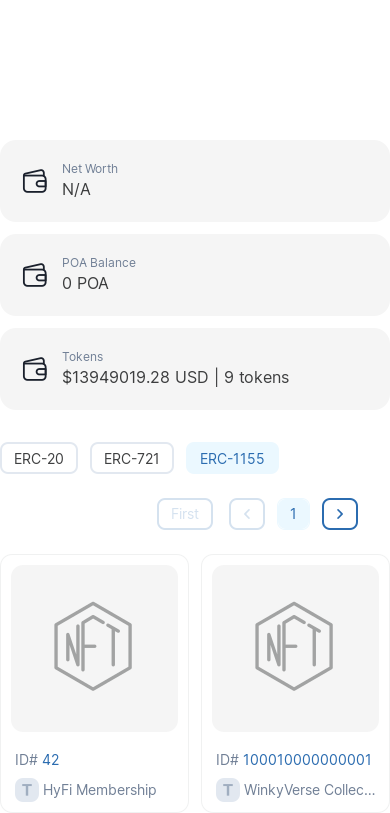 Net Worth
N/A
POA Balance
0 POA
Tokens
$13949019.28 USD | 9 tokens
ERC-20 ERC-721 ERC-1155
First 1
NFT NFT
ID# 42 ID# 100010000000001
T HyFi Membership T WinkyVerse Collec...